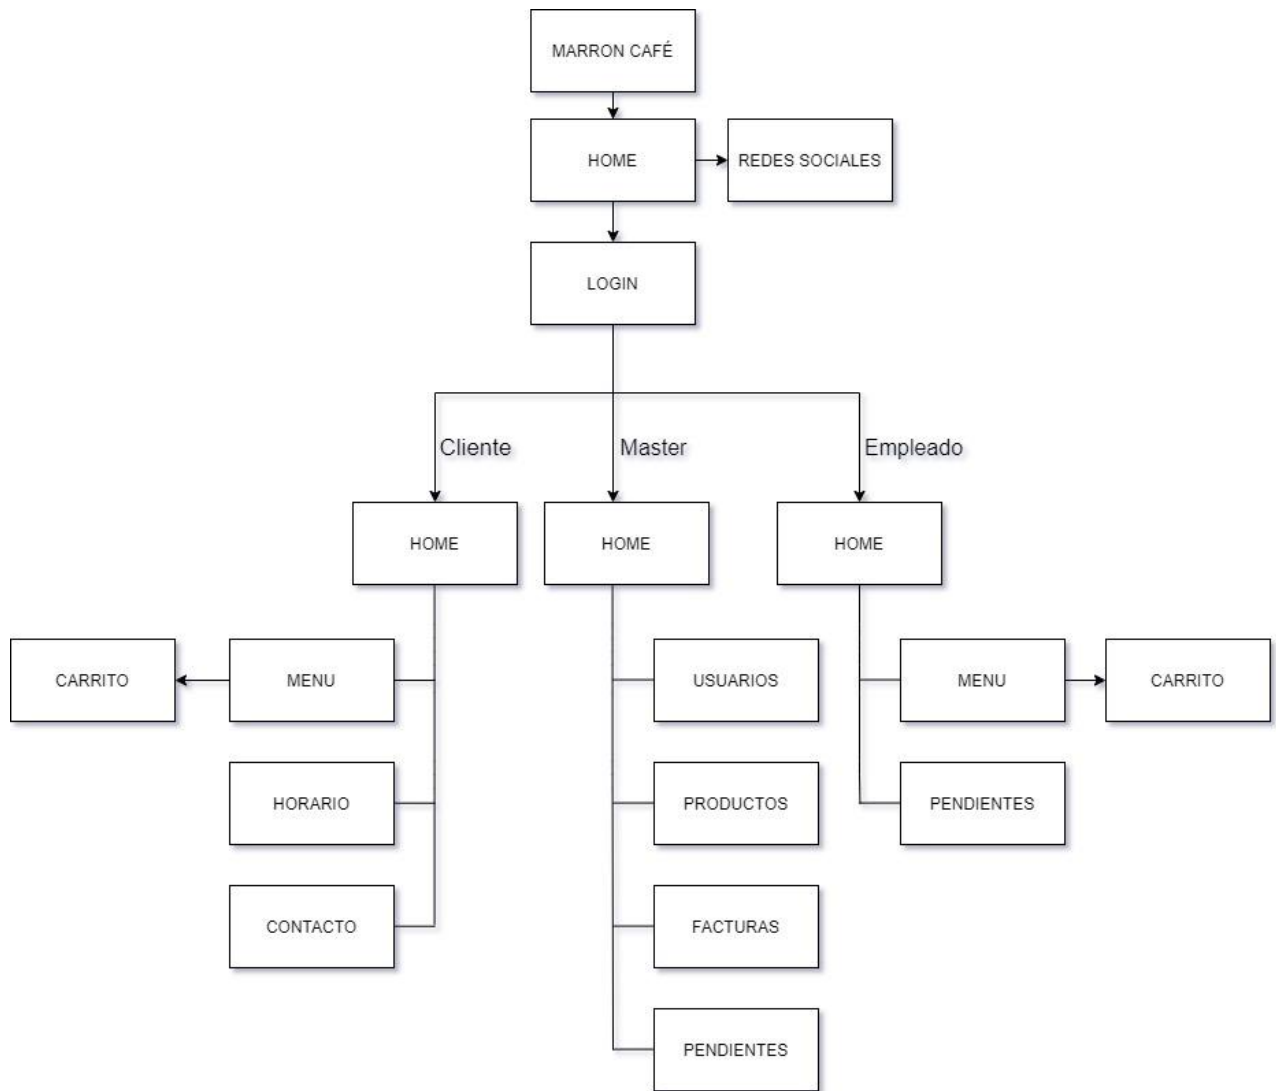 MARRON CAFÉ
HOME
REDES SOCIALES
LOGIN
Cliente
Master
Empleado
HOME
HOME
HOME
CARRITO
MENU
USUARIOS
MENU
CARRITO
HORARIO
PRODUCTOS
PENDIENTES
CONTACTO
FACTURAS
PENDIENTES